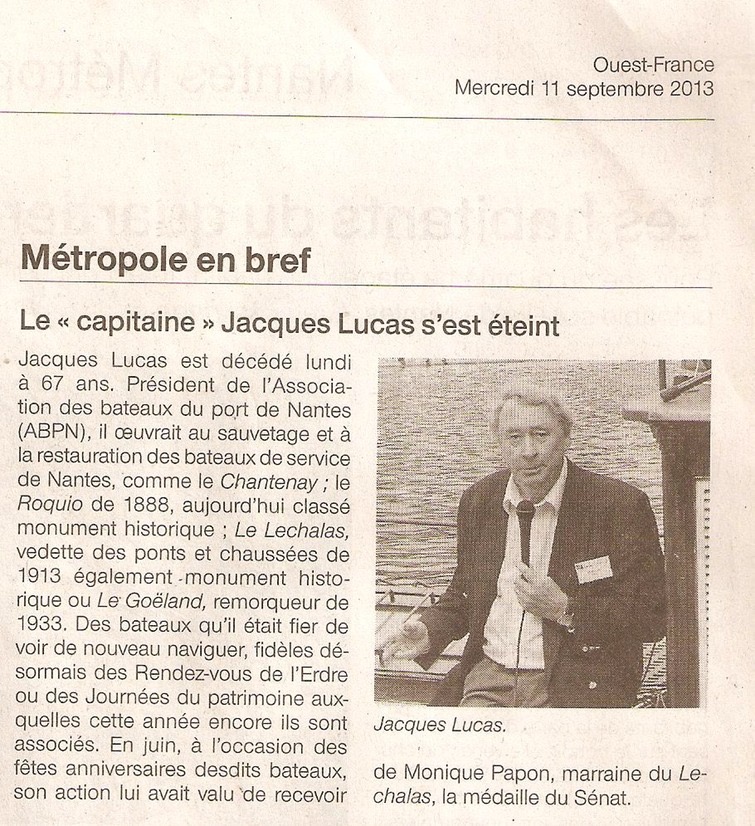 Ouest-France
Mercredi 11 septembre 2013
Métropole en bref
Le « capitaine » Jacques Lucas s'est éteint
Jacques Lucas est décédé lundi
à 67 ans. Président de l'Associa-
tion des bateaux du port de Nantes
(ABPN), il œuvrait au sauvetage et à
la restauration des bateaux de service
de Nantes, comme le Chantenay ; le
Roquio de 1888, aujourd'hui classé
monument historique ; Le Lechalas,
vedette des ponts et chaussées de
1913 également monument histo-
rique ou Le Goëland, remorqueur de
1933. Des bateaux qu'il était fier de
voir de nouveau naviguer, fidèles dé-
sormais des Rendez-vous de l'Erdre
ou des Journées du patrimoine aux-
quelles cette année encore ils sont
associés. En juin, à l'occasion des
fêtes anniversaires desdits bateaux,
son action lui avait valu de recevoir
Jacques Lucas.
de Monique Papon, marraine du Le-
chalas, la médaille du Sénat.